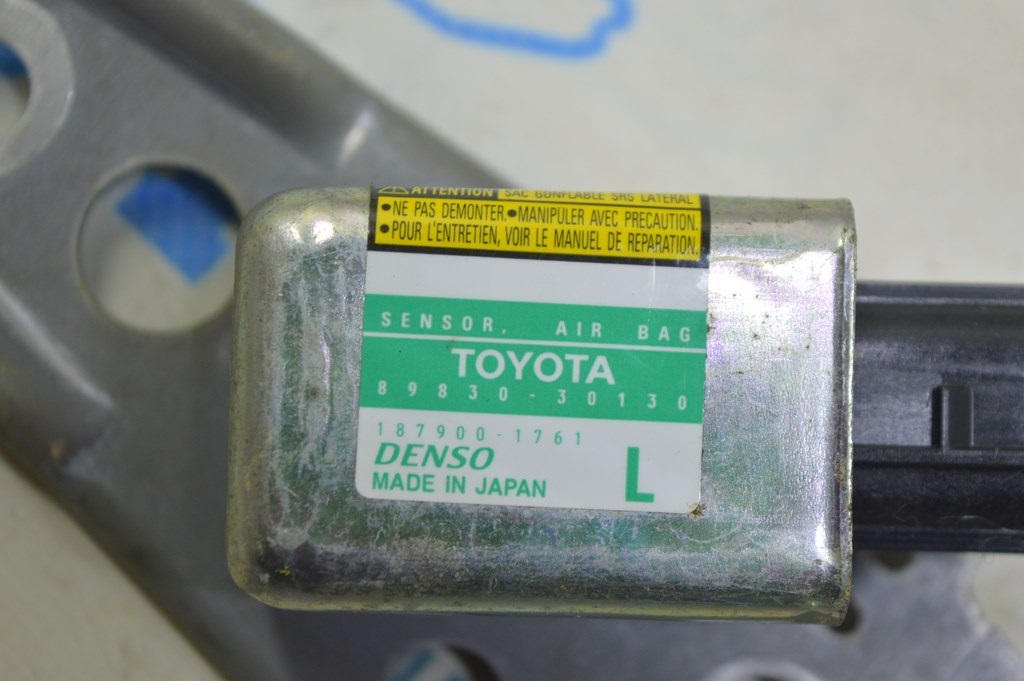 ATTENTION SAC GONFLABLE SRS LATERAL
•NE PAS DEMONTER.•MANIPULER AVEC PRECAUTION.
•POUR L'ENTRETIEN, VOIR LE MANUEL DE REPARATION.
SENSOR, AIR BAG
TOYOTA
89830-30130
187900-1761
DENSO
MADE IN JAPAN
L